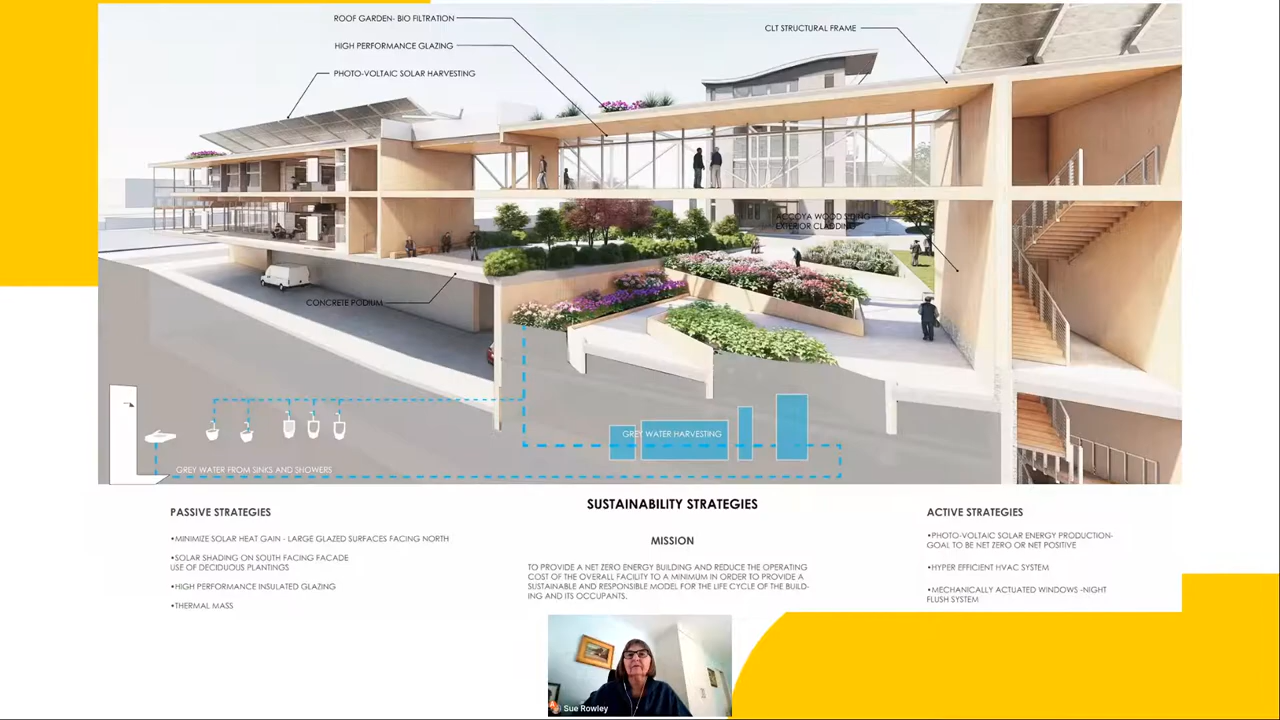 ROOF GARDEN- BIO FILTRATION
HIGH PERFORMANCE GLAZING
PHOTO-VOLTAIC SOLAR HARVESTING
CLT STRUCTURAL FRAME
ACCOYA WOOD SIDING
EXTERIOR CLADDING
CONCRETE PODIUM
GREY WATER HARVESTING
GREY WATER FROM SINKS AND SHOWERS
SUSTAINABILITY STRATEGIES
PASSIVE STRATEGIES
•MINIMIZE SOLAR HEAT GAIN - LARGE GLAZED SURFACES FACING NORTH
•SOLAR SHADING ON SOUTH FACING FACADE
USE OF DECIDUOUS PLANTINGS
•HIGH PERFORMANCE INSULATED GLAZING
•THERMAL MASS
MISSION
TO PROVIDE A NET ZERO ENERGY BUILDING AND REDUCE THE OPERATING
COST OF THE OVERALL FACILITY TO A MINIMUM IN ORDER TO PROVIDE A
SUSTAINABLE AND RESPONSIBLE MODEL FOR THE LIFE CYCLE OF THE BUILD-
ING AND ITS OCCUPANTS.
ACTIVE STRATEGIES
•PHOTO-VOLTAIC SOLAR ENERGY PRODUCTION-
GOAL TO BE NET ZERO OR NET POSITIVE
•HYPER EFFICIENT HVAC SYSTEM
•MECHANICALLY ACTUATED WINDOWS -NIGHT
FLUSH SYSTEM
Sue Rowley